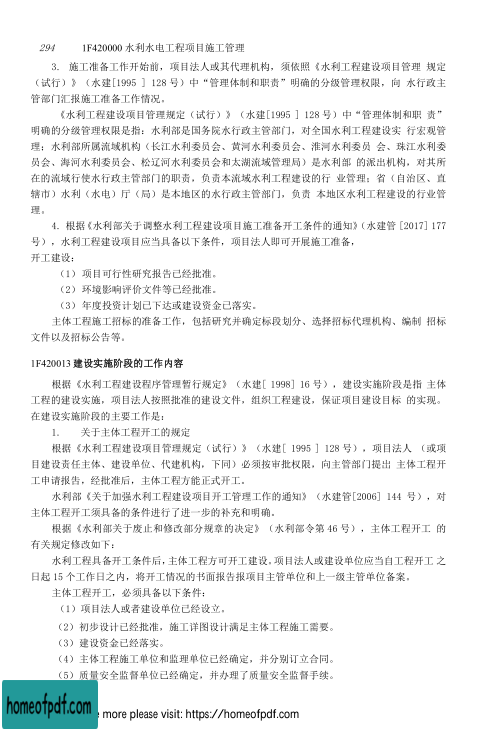 294 1F420000 水利水电工程项目施工管理
3. 施工准备工作开始前，项目法人或其代理机构，须依照《水利工程建设项目管理 规定
（试行）》（水建[1995 ] 128 号）中“管理体制和职责”明确的分级管理权限，向 水行政主
管部门汇报施工准备工作情况。
《水利工程建设项目管理规定（试行）》（水建[1995 ] 128 号）中“管理体制和职 责”
明确的分级管理权限是指：水利部是国务院水行政主管部门，对全国水利工程建设实 行宏观管
理；水利部所属流域机构（长江水利委员会、黄河水利委员会、淮河水利委员 会、珠江水利委
员会、海河水利委员会、松辽河水利委员会和太湖流域管理局）是水利部 的派出机构，对其所
在的流域行使水行政主管部门的职责，负责本流域水利工程建设的行 业管理；省（自治区、直
辖市）水利（水电）厅（局）是本地区的水行政主管部门，负责 本地区水利工程建设的行业管
理。
4. 根据《水利部关于调整水利工程建设项目施工准备开工条件的通知》（水建管 [2017] 177
号），水利工程建设项目应当具备以下条件，项目法人即可开展施工准备，
开工建设：
（1）项目可行性研究报告已经批准。
（2）环境影响评价文件等已经批准。
（3）年度投资计划已下达或建设资金已落实。
主体工程施工招标的准备工作，包括研究并确定标段划分、选择招标代理机构、编制 招标
文件以及招标公告等。
1F420013 建设实施阶段的工作内容
根据《水利工程建设程序管理暂行规定》（水建[ 1998] 16 号），建设实施阶段是指 主体
工程的建设实施，项目法人按照批准的建设文件，组织工程建设，保证项目建设目标 的实现。
在建设实施阶段的主要工作是：
1. 关于主体工程开工的规定
根据《水利工程建设项目管理规定（试行）》（水建[ 1995 ] 128 号），项目法人 （或项
目建设责任主体、建设单位、代建机构，下同）必须按审批权限，向主管部门提出 主体工程开
工申请报告，经批准后，主体工程方能正式开工。
水利部《关于加强水利工程建设项目开工管理工作的通知》（水建管[2006] 144 号），对
主体工程开工须具备的条件进行了进一步的补充和明确。
根据《水利部关于废止和修改部分规章的决定》（水利部令第 46 号），主体工程开工 的
有关规定修改如下：
水利工程具备开工条件后，主体工程方可开工建设。项目法人或建设单位应当自工程开工 之
日起 15 个工作日之内，将开工情况的书面报告报项目主管单位和上一级主管单位备案。
主体工程开工，必须具备以下条件：
（1）项目法人或者建设单位已经设立。
（2）初步设计已经批准，施工详图设计满足主体工程施工需要。
（3）建设资金已经落实。
（4）主体工程施工单位和监理单位已经确定，并分别订立合同。
（5）质量安全监督单位已经确定，并办理了质量安全监督手续。
homeofpdf.com
more please visit: https://homeofpdf.com